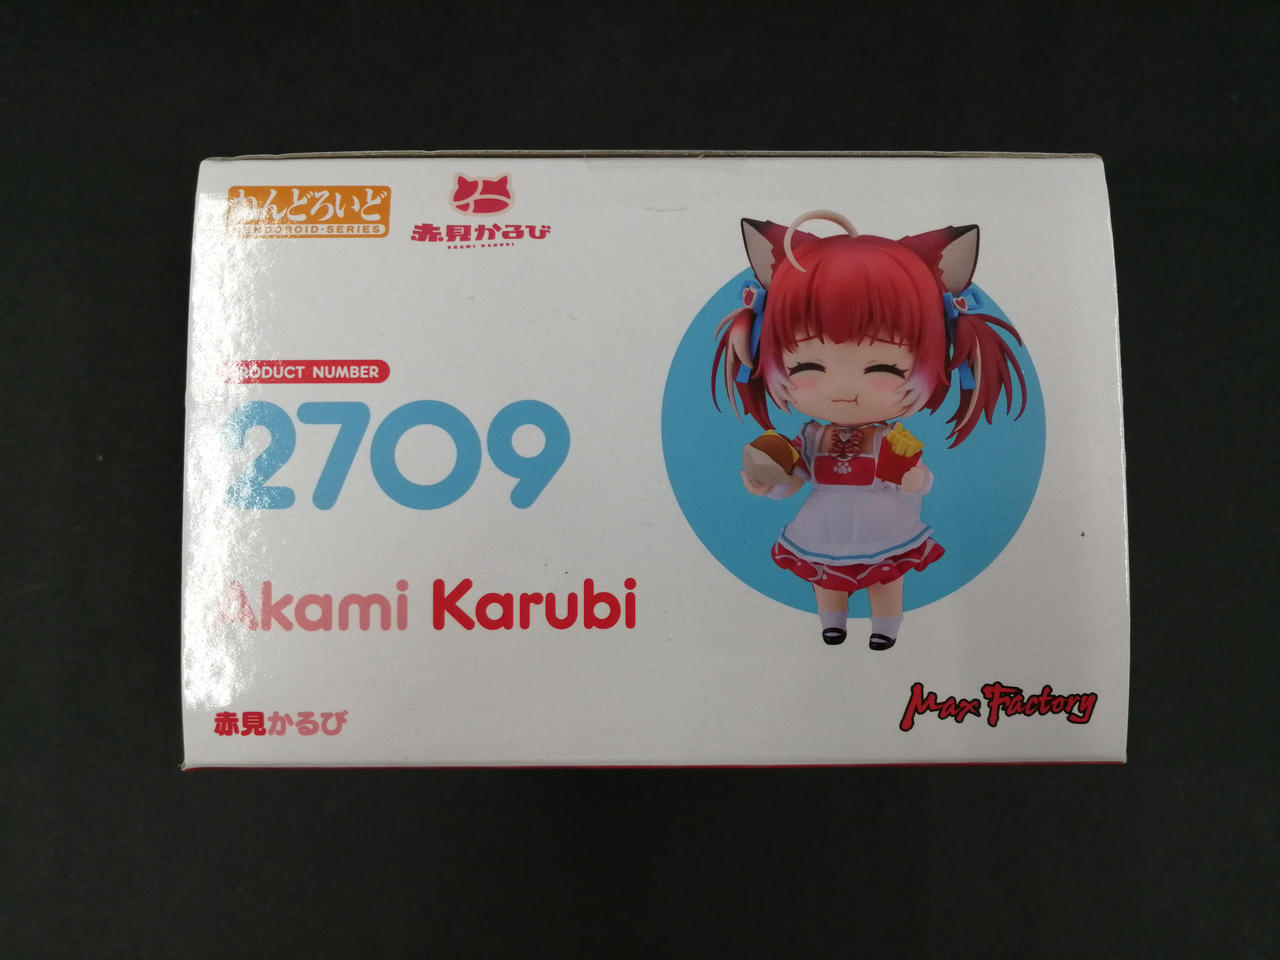 ねんどろいど
NENDOROID-SERIES
赤見かるび
AKAMI KARUBI
PRODUCT NUMBER
2709
Akami Karubi
赤見かるび
Max Factory